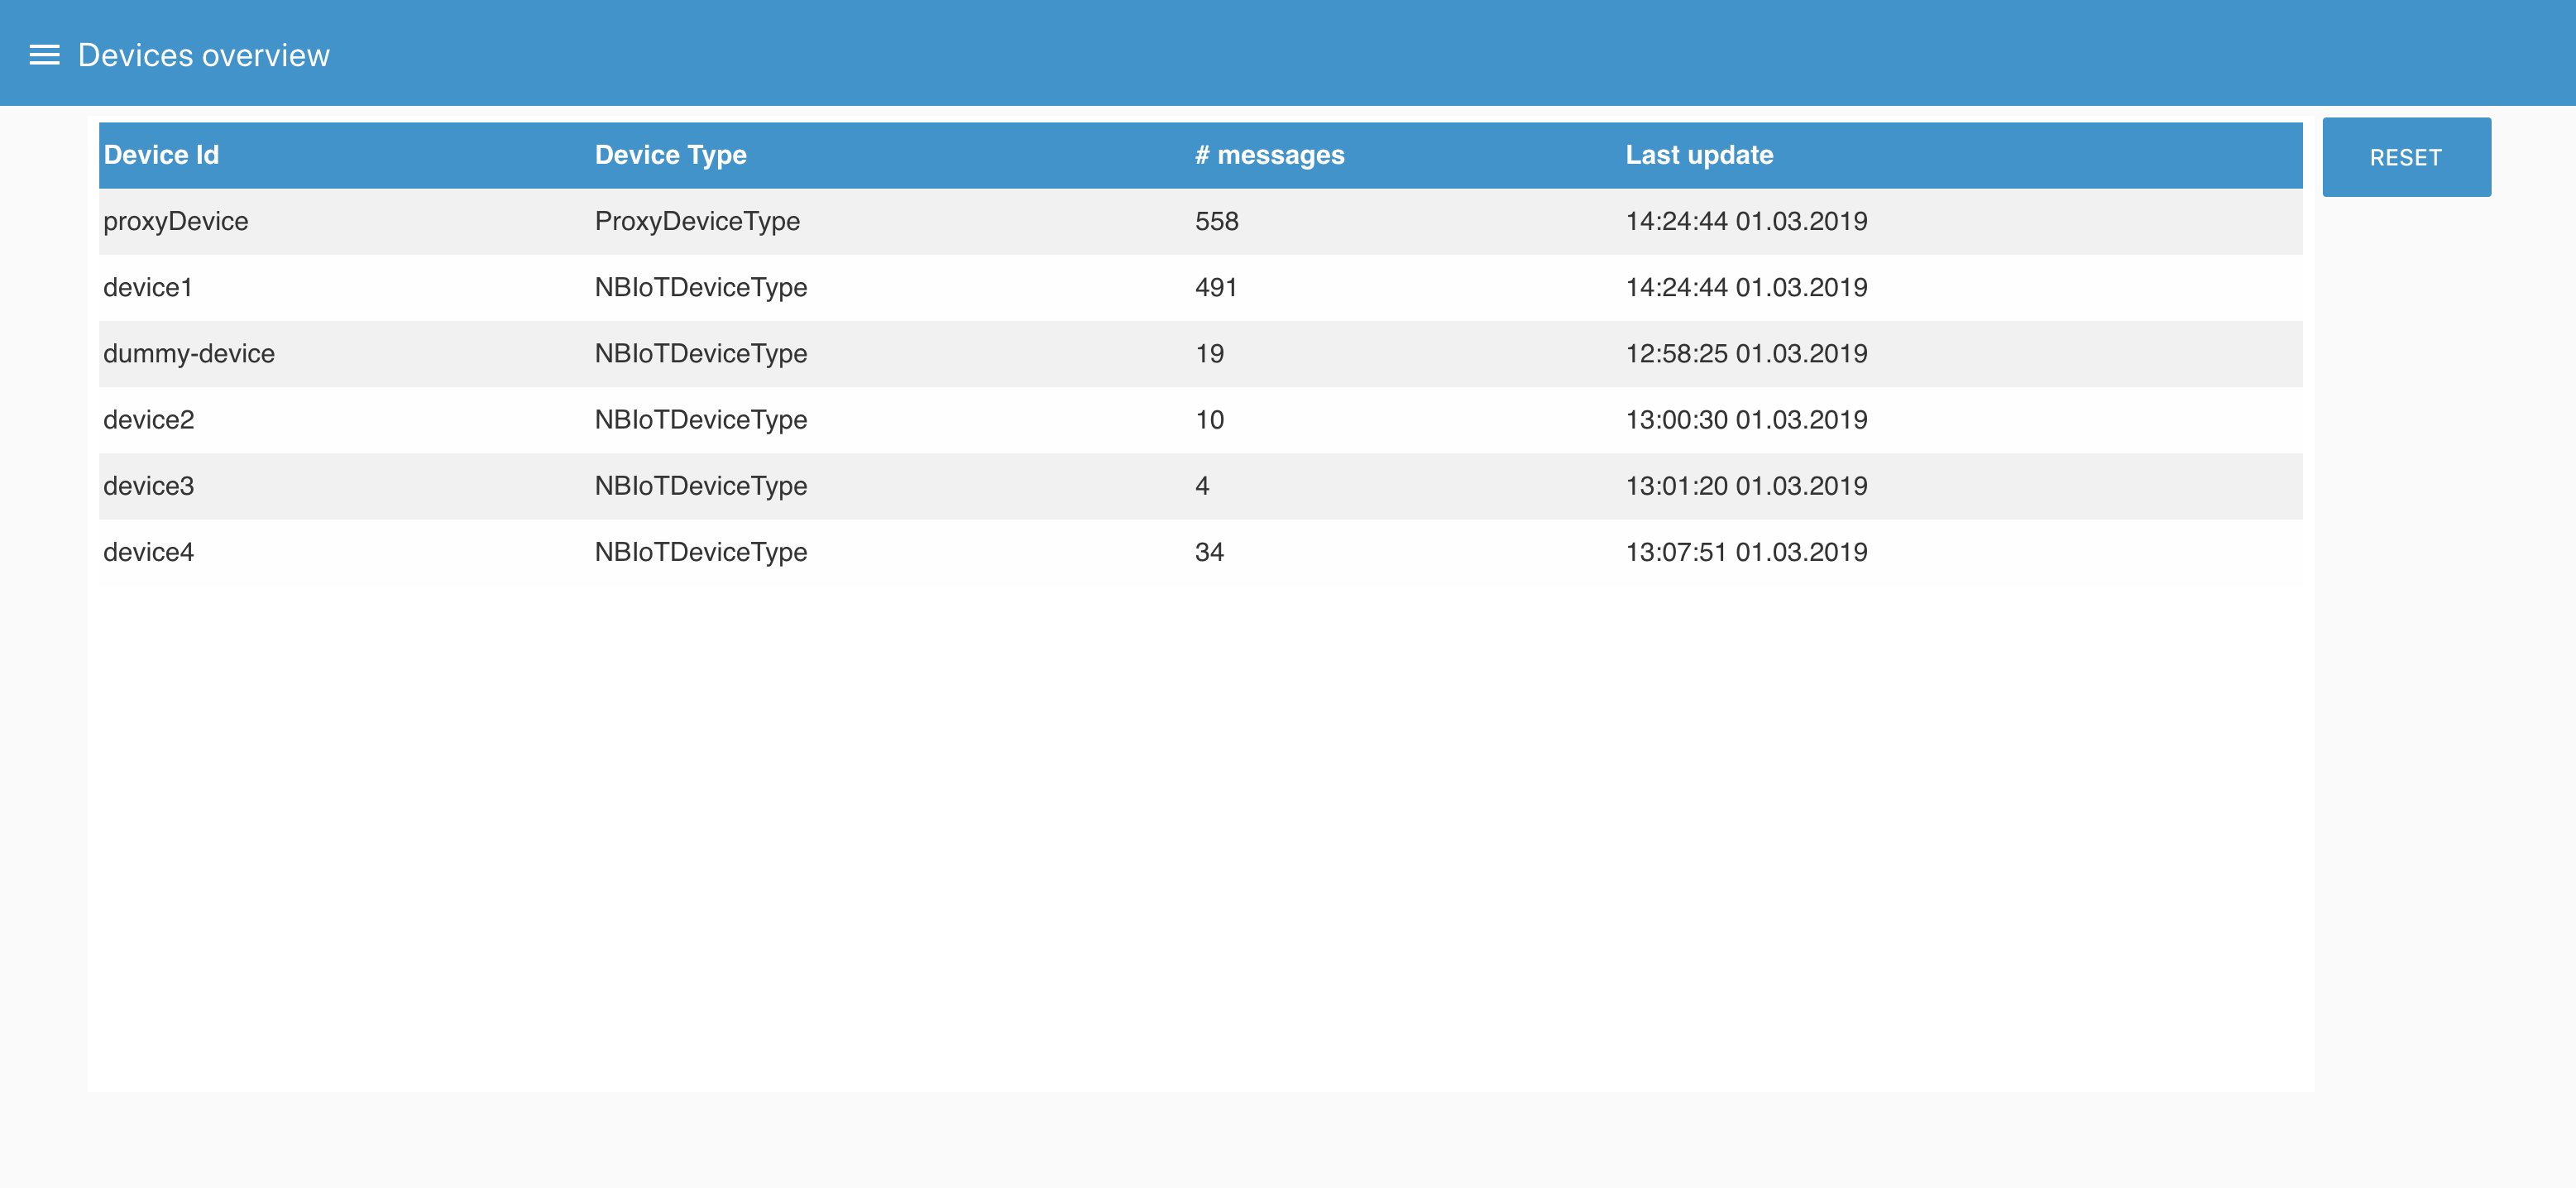 Devices overview
Device Id Device Type # messages Last update
RESET
proxyDevice ProxyDeviceType 558 14:24:44 01.03.2019
device1 NBIoTDeviceType 491 14:24:44 01.03.2019
dummy-device NBIoTDeviceType 19 12:58:25 01.03.2019
device2 NBIoTDeviceType 10 13:00:30 01.03.2019
device3 NBIoTDeviceType 4 13:01:20 01.03.2019
device4 NBIoTDeviceType 34 13:07:51 01.03.2019